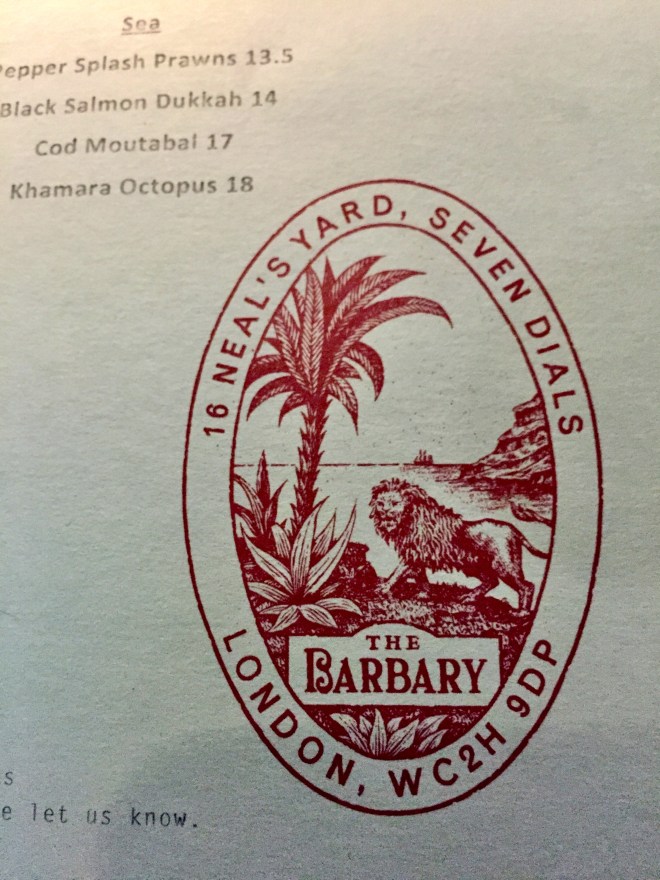 Sea
Pepper Splash Prawns 13.5
Black Salmon Dukkah 14
Cod Moutabal 17
Khamara Octopus 18
16 NEAL'S YARD, SEVEN DIALS
THE
BARBARY
LONDON, WC2H 9DP
let us know.